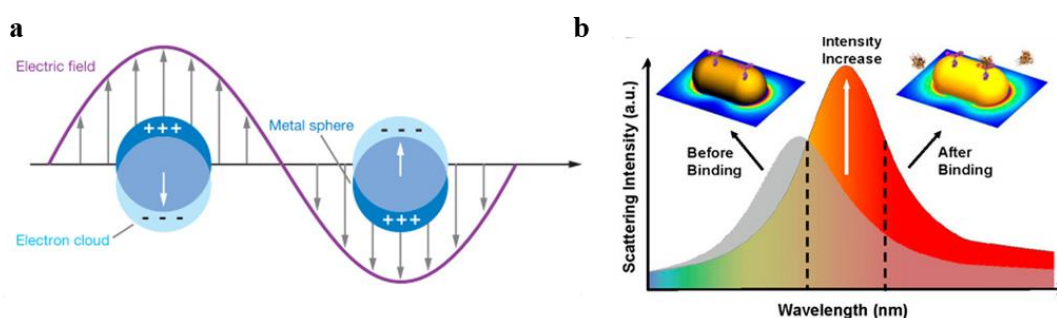 a
Electric field
+++
Metal sphere
- - -
- - -
Electron cloud
+++
b
Intensity
Increase
Before
Binding
After
Binding
Scattering Intensity (a.u.)
Wavelength (nm)